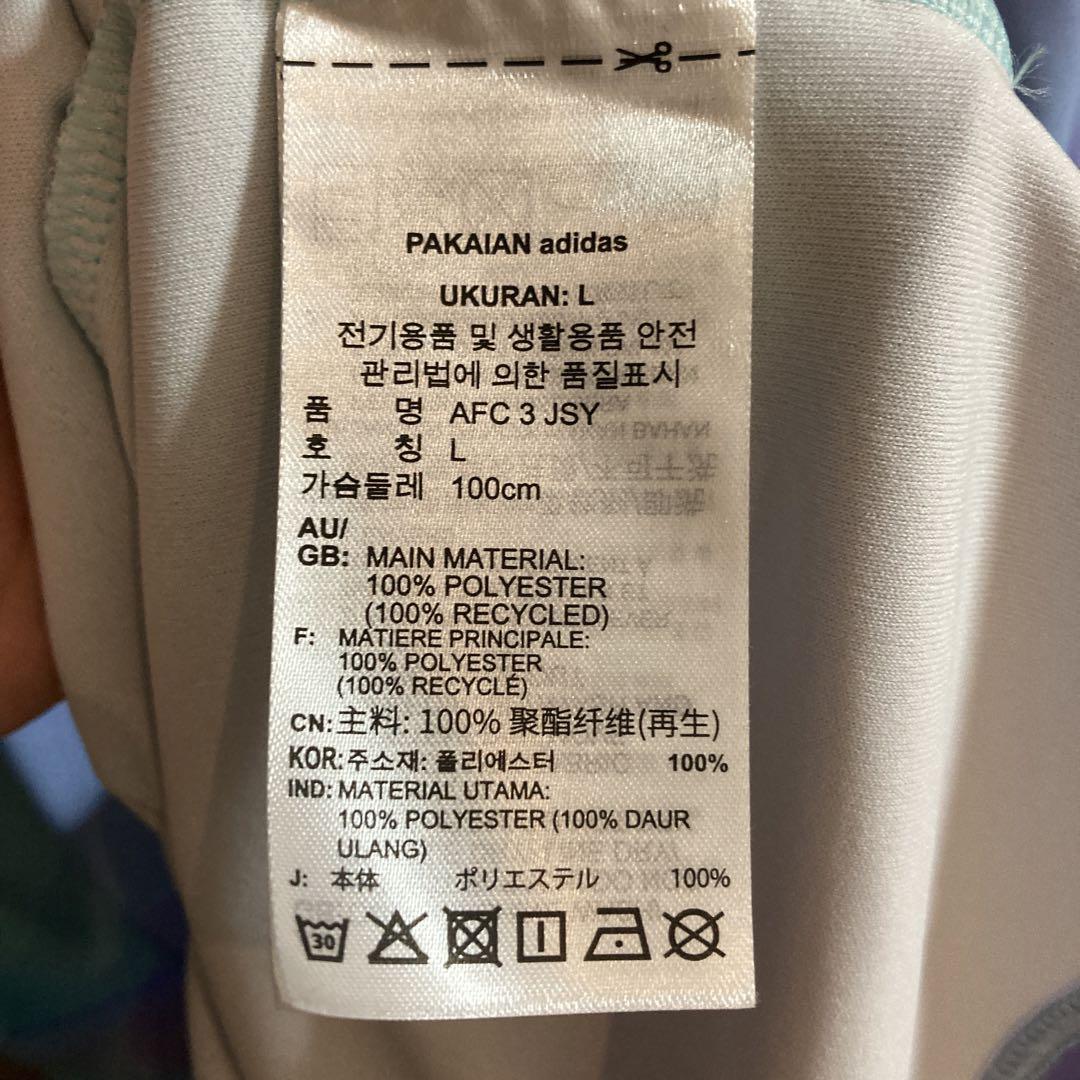 PAKAIAN adidas
UKURAN: L
전기용품 및 생활용품 안전
관리법에 의한 품질표시
품 명 AFC 3 JSY
호 칭 L
가슴둘레 100cm
AU/
GB: MAIN MATERIAL:
100% POLYESTER
(100% RECYCLED)
F: MATIERE PRINCIPALE:
100% POLYESTER
(100% RECYCLÉ)
CN: 主料: 100% 聚酯纤维(再生)
KOR: 주소재: 폴리에스터 100%
IND: MATERIAL UTAMA:
100% POLYESTER (100% DAUR
ULANG)
J: 本体 ポリエステル 100%
30